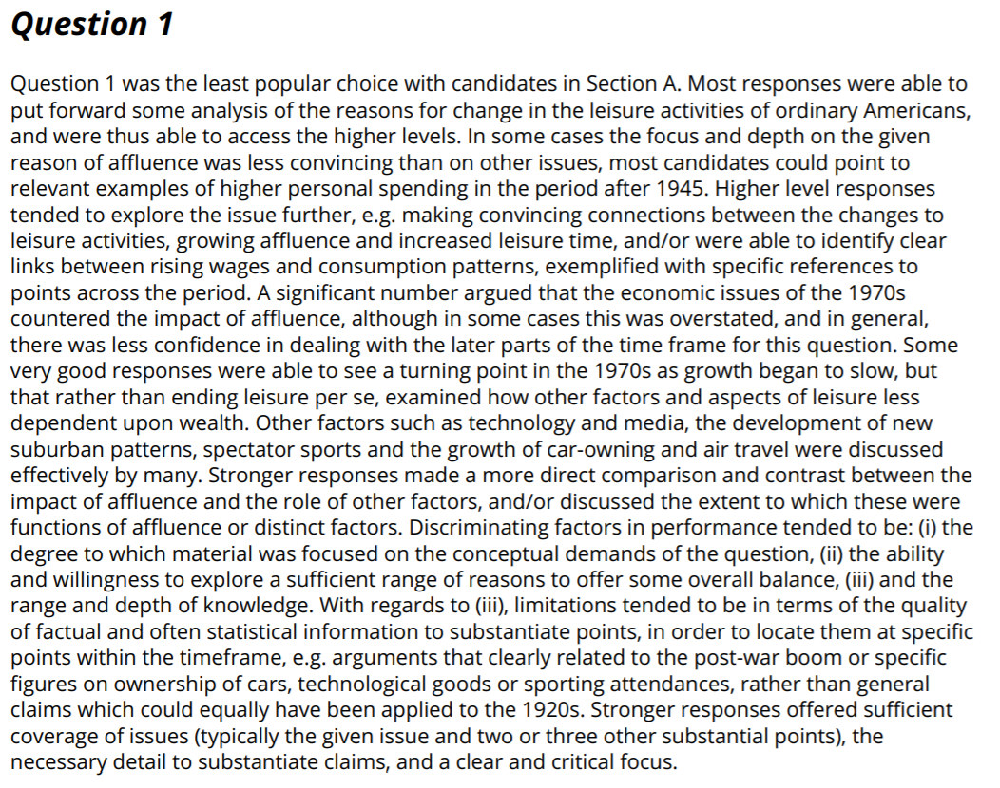 Question 1
Question 1 was the least popular choice with candidates in Section A. Most responses were able to
put forward some analysis of the reasons for change in the leisure activities of ordinary Americans,
and were thus able to access the higher levels. In some cases the focus and depth on the given
reason of affluence was less convincing than on other issues, most candidates could point to
relevant examples of higher personal spending in the period after 1945. Higher level responses
tended to explore the issue further, e.g. making convincing connections between the changes to
leisure activities, growing affluence and increased leisure time, and/or were able to identify clear
links between rising wages and consumption patterns, exemplified with specific references to
points across the period. A significant number argued that the economic issues of the 1970s
countered the impact of affluence, although in some cases this was overstated, and in general,
there was less confidence in dealing with the later parts of the time frame for this question. Some
very good responses were able to see a turning point in the 1970s as growth began to slow, but
that rather than ending leisure per se, examined how other factors and aspects of leisure less
dependent upon wealth. Other factors such as technology and media, the development of new
suburban patterns, spectator sports and the growth of car-owning and air travel were discussed
effectively by many. Stronger responses made a more direct comparison and contrast between the
impact of affluence and the role of other factors, and/or discussed the extent to which these were
functions of affluence or distinct factors. Discriminating factors in performance tended to be: (i) the
degree to which material was focused on the conceptual demands of the question, (ii) the ability
and willingness to explore a sufficient range of reasons to offer some overall balance, (iii) and the
range and depth of knowledge. With regards to (iii), limitations tended to be in terms of the quality
of factual and often statistical information to substantiate points, in order to locate them at specific
points within the timeframe, e.g. arguments that clearly related to the post-war boom or specific
figures on ownership of cars, technological goods or sporting attendances, rather than general
claims which could equally have been applied to the 1920s. Stronger responses offered sufficient
coverage of issues (typically the given issue and two or three other substantial points), the
necessary detail to substantiate claims, and a clear and critical focus.